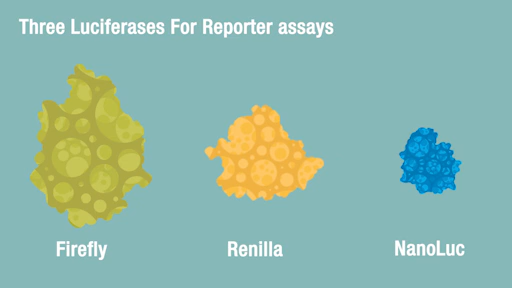 Three Luciferases For Reporter assays
Firefly
Renilla
NanoLuc